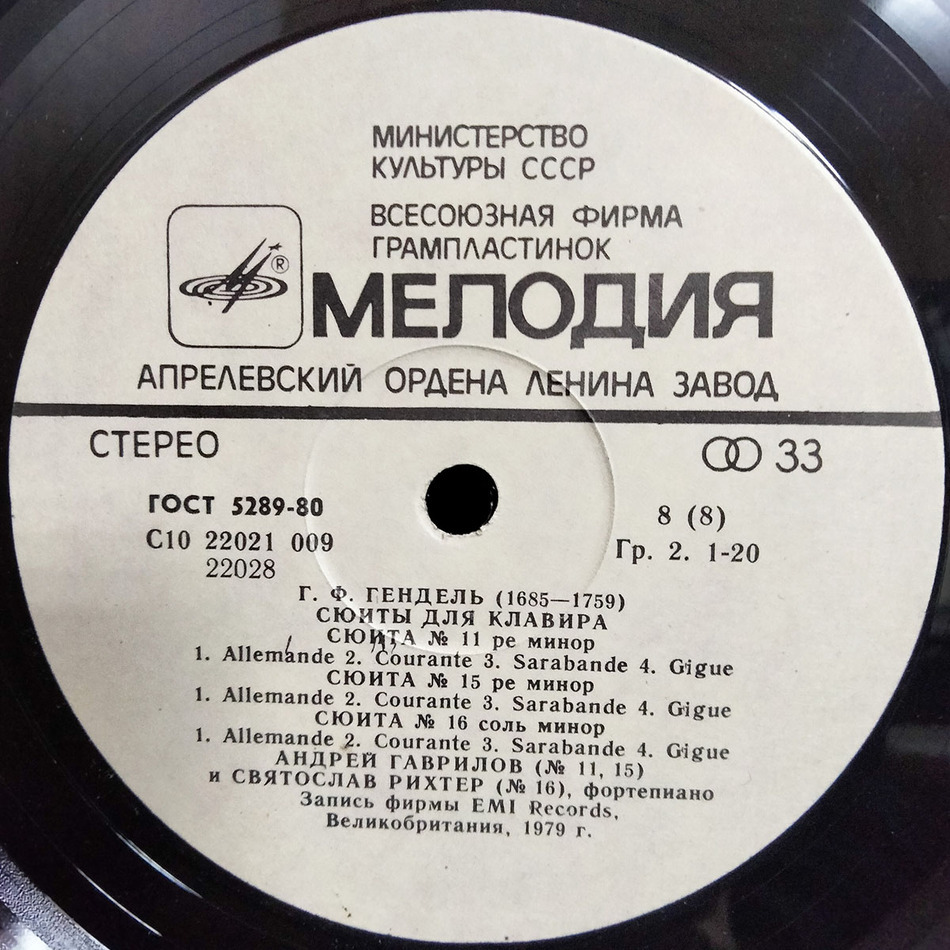 МИНИСТЕРСТВО
КУЛЬТУРЫ СССР
ВСЕСОЮЗНАЯ ФИРМА
ГРАМПЛАСТИНОК
®
МЕЛОДИЯ
АПРЕЛЕВСКИЙ ОРДЕНА ЛЕНИНА ЗАВОД
СТЕРЕО
33
ГОСТ 5289-80
8 (8)
С10 22021 009
Гр. 2. 1-20
22028
Г. Ф. ГЕНДЕЛЬ (1685—1759)
СЮИТЫ ДЛЯ КЛАВИРА
СЮИТА № 11 ре минор
1. Allemande 2. Courante 3. Sarabande 4. Gigue
СЮИТА № 15 ре минор
1. Allemande 2. Courante 3. Sarabande 4. Gigue
СЮИТА № 16 соль минор
1. Allemande 2. Courante 3. Sarabande 4. Gigue
АНДРЕЙ ГАВРИЛОВ (№ 11, 15)
и СВЯТОСЛАВ РИХТЕР (№ 16), фортепиано
Запись фирмы EMI Records,
Великобритания, 1979 г.